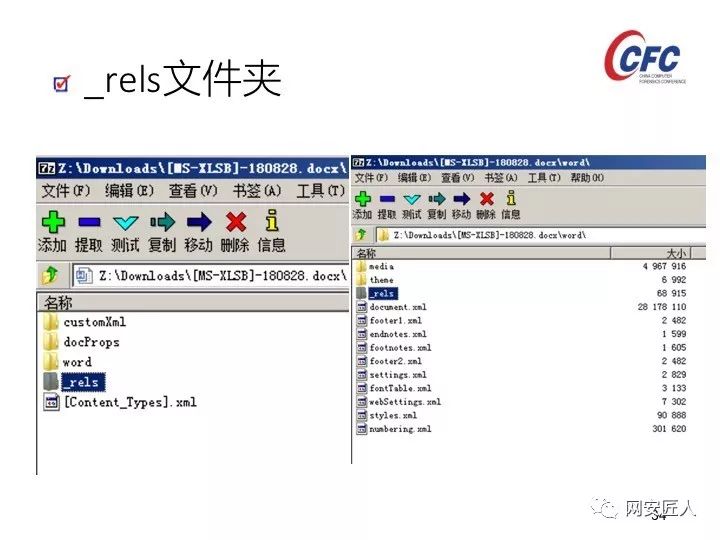 _rels文件夹
CFC
CHINA COMPUTER
FORENSICS CONFERENCE
Z:\Downloads\[MS-XLSB]-180828.docx\
文件(F) 编辑(E) 查看(V) 书签(A) 工具(T)
添加 提取 测试 复制 移动 删除 信息
Z:\Downloads\[MS-XLSB]-180828.docx\
名称
customXml
docProps
word
_rels
[Content_Types].xml
Z:\Downloads\[MS-XLSB]-180828.docx\word\
文件(F) 编辑(E) 查看(V) 书签(A) 工具(T) 帮助(H)
添加 提取 测试 复制 移动 删除 信息
Z:\Downloads\[MS-XLSB]-180828.docx\word\
名称 大小
media 4 967 916
theme 6 992
_rels 68 915
document.xml 28 178 110
footer1.xml 2 482
endnotes.xml 1 599
footnotes.xml 1 605
footer2.xml 2 482
settings.xml 2 829
fontTable.xml 3 133
webSettings.xml 7 302
styles.xml 90 888
numbering.xml 301 620
网安匠人
34